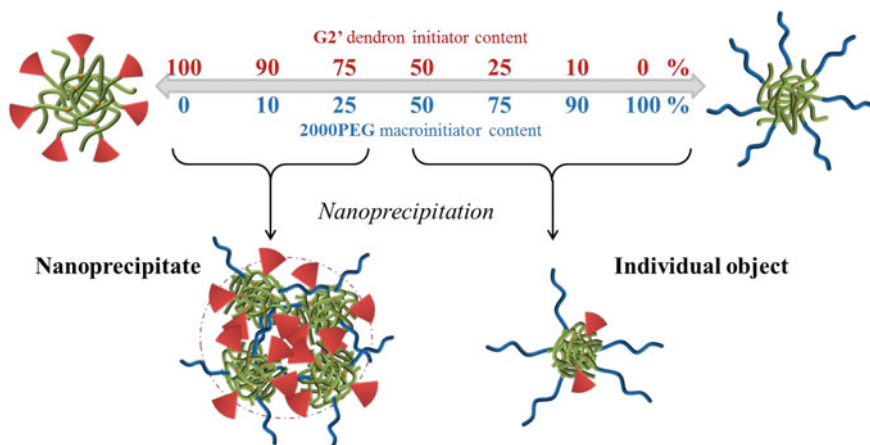 G2’ dendron initiator content
100 90 75 50 25 10 0 %
0 10 25 50 75 90 100 %
2000PEG macroinitiator content
Nanoprecipitation
Nanoprecipitate
Individual object